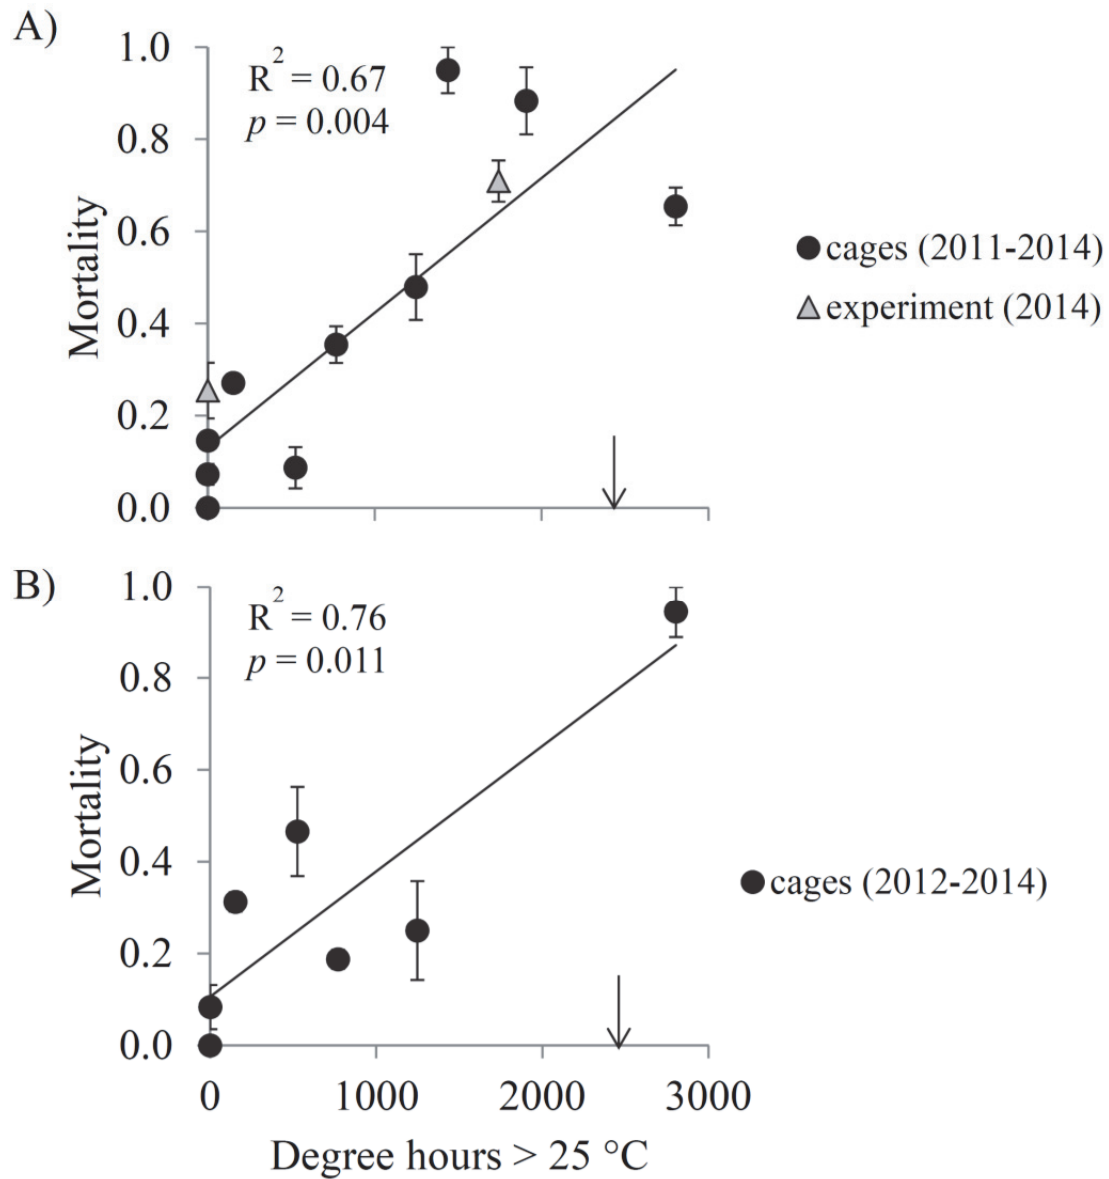 A)
1.0
0.8
0.6
0.4
0.2
0.0
Mortality
R² = 0.67
p = 0.004
cages (2011-2014)
experiment (2014)
B)
1.0
0.8
0.6
0.4
0.2
0.0
Mortality
R² = 0.76
p = 0.011
cages (2012-2014)
0 1000 2000 3000
Degree hours > 25 °C